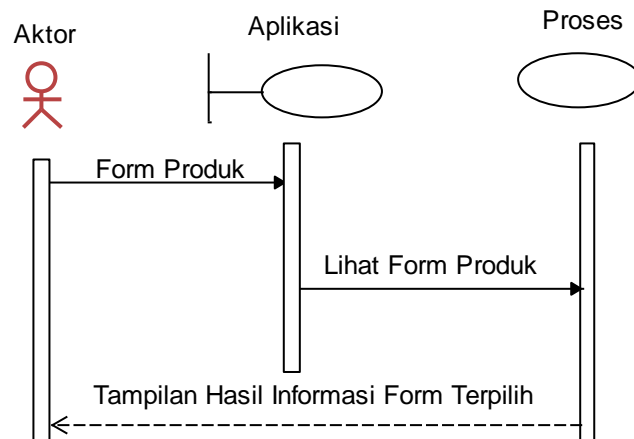 Aktor
Aplikasi
Proses
Form Produk
Lihat Form Produk
Tampilan Hasil Informasi Form Terpilih